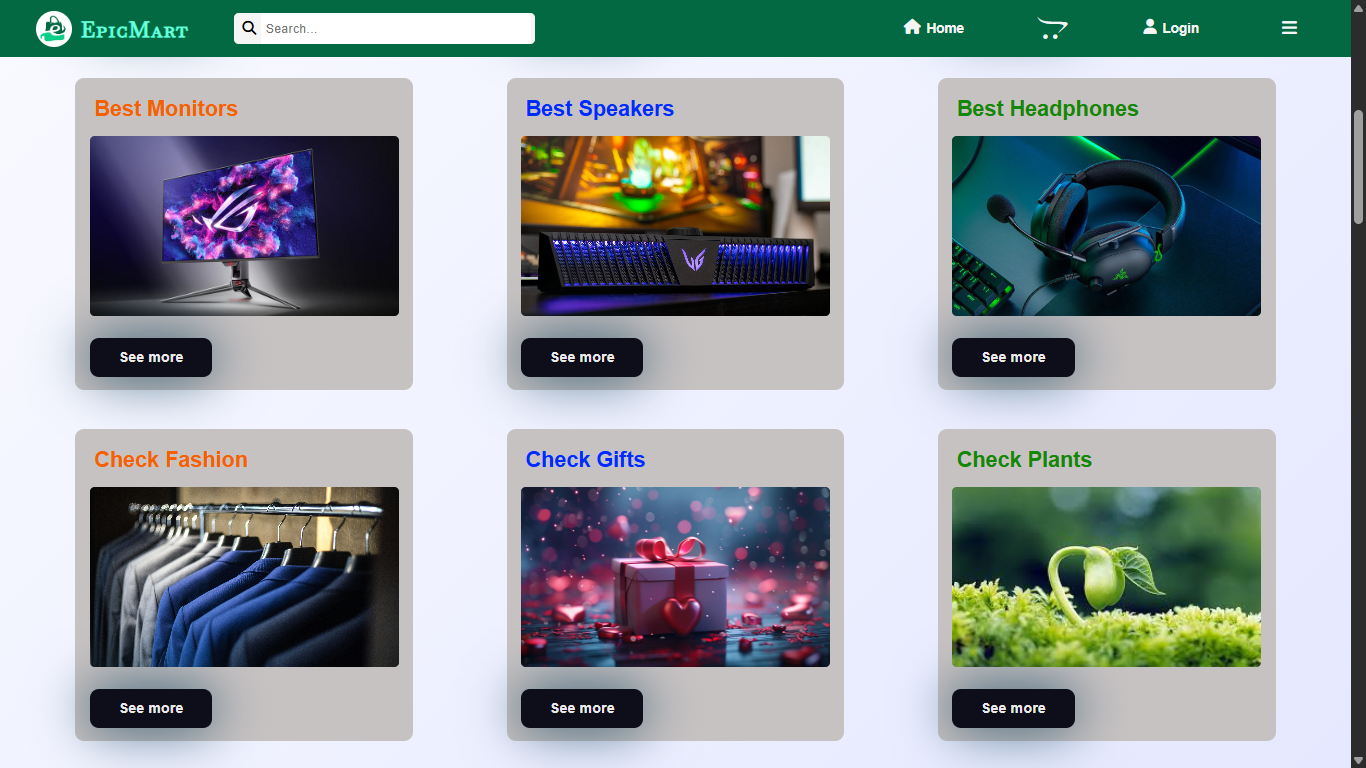 EpicMart
Search...
Home
Login
Best Monitors
Best Speakers
Best Headphones
See more
See more
See more
Check Fashion
Check Gifts
Check Plants
See more
See more
See more